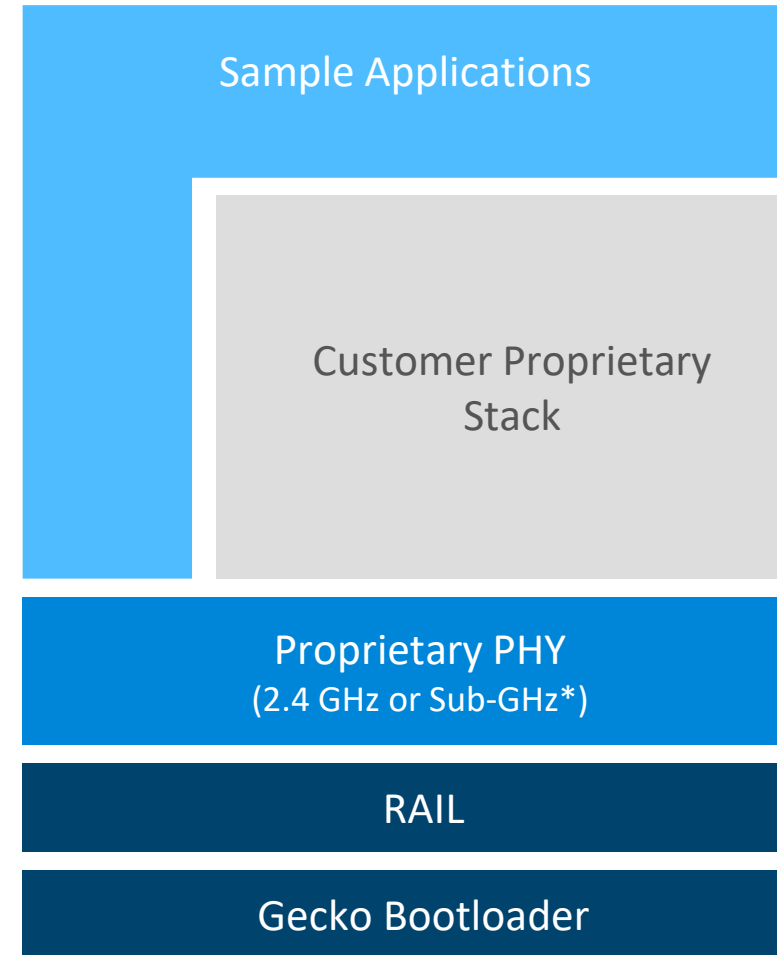 Sample Applications
Customer Proprietary
Stack
Proprietary PHY
(2.4 GHz or Sub-GHz*)
RAIL
Gecko Bootloader